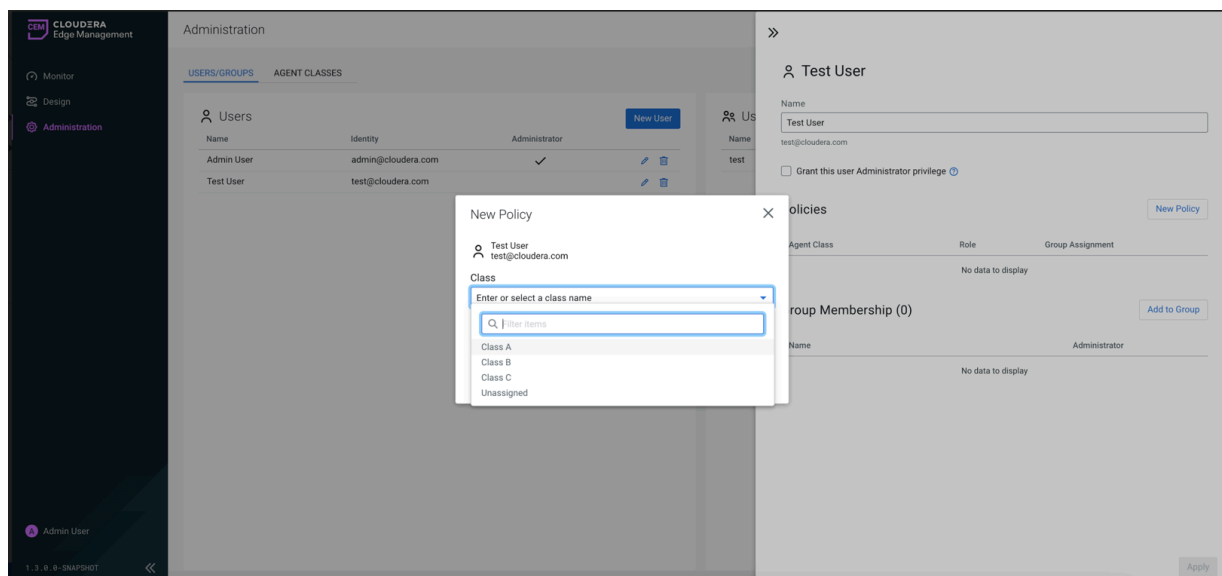 CEM CLOUDERA
Edge Management
Monitor
Design
Administration
A Admin User
1.3.0.0-SNAPSHOT
Administration
USERS/GROUPS AGENT CLASSES
Users New User
Name Identity Administrator
Admin User admin@cloudera.com
Test User test@cloudera.com
Us
Name
test
New Policy
Test User
test@cloudera.com
Class
Enter or select a class name
Filter items
Class A
Class B
Class C
Unassigned
Test User
Name
Test User
test@cloudera.com
Grant this user Administrator privilege
olicies New Policy
Agent Class Role Group Assignment
No data to display
roup Membership (0) Add to Group
Name Administrator
No data to display
Apply